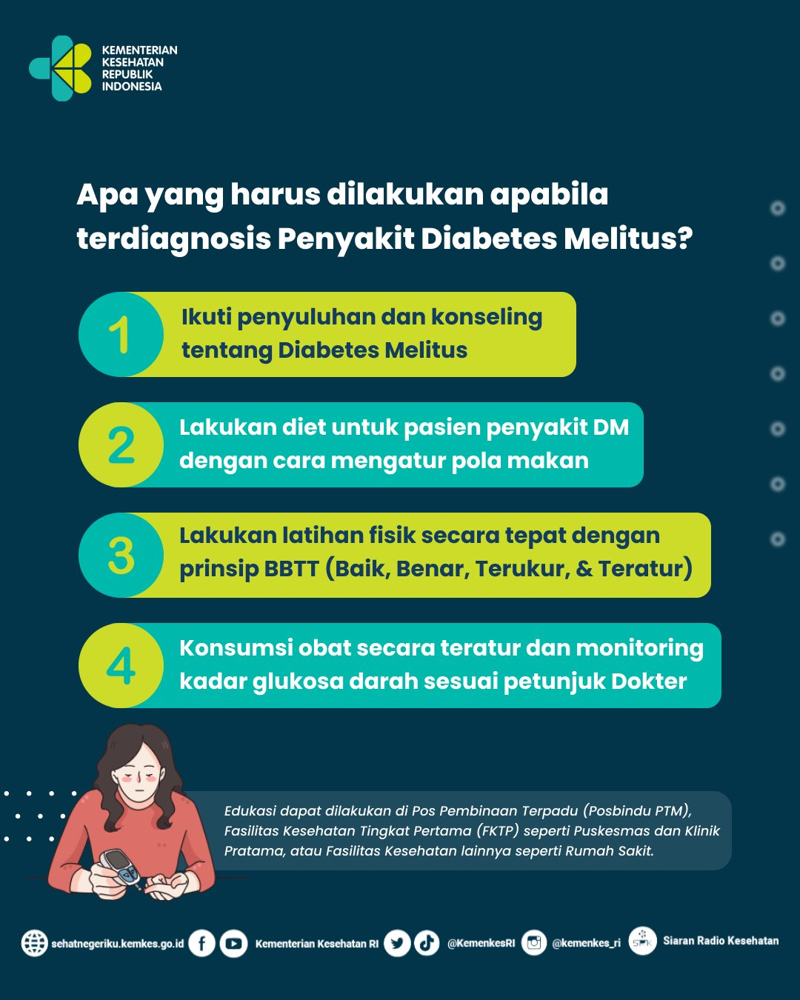 KEMENTERIAN
KESEHATAN
REPUBLIK
INDONESIA
Apa yang harus dilakukan apabila
terdiagnosis Penyakit Diabetes Melitus?
1
Ikuti penyuluhan dan konseling
tentang Diabetes Melitus
2
Lakukan diet untuk pasien penyakit DM
dengan cara mengatur pola makan
3
Lakukan latihan fisik secara tepat dengan
prinsip BBTT (Baik, Benar, Terukur, & Teratur)
4
Konsumsi obat secara teratur dan monitoring
kadar glukosa darah sesuai petunjuk Dokter
Edukasi dapat dilakukan di Pos Pembinaan Terpadu (Posbindu PTM),
Fasilitas Kesehatan Tingkat Pertama (FKTP) seperti Puskesmas dan Klinik
Pratama, atau Fasilitas Kesehatan lainnya seperti Rumah Sakit.
sehatnegeriku.kemkes.go.id Kementerian Kesehatan RI @KemenkesRI @kemenkes_ri Siaran Radio Kesehatan